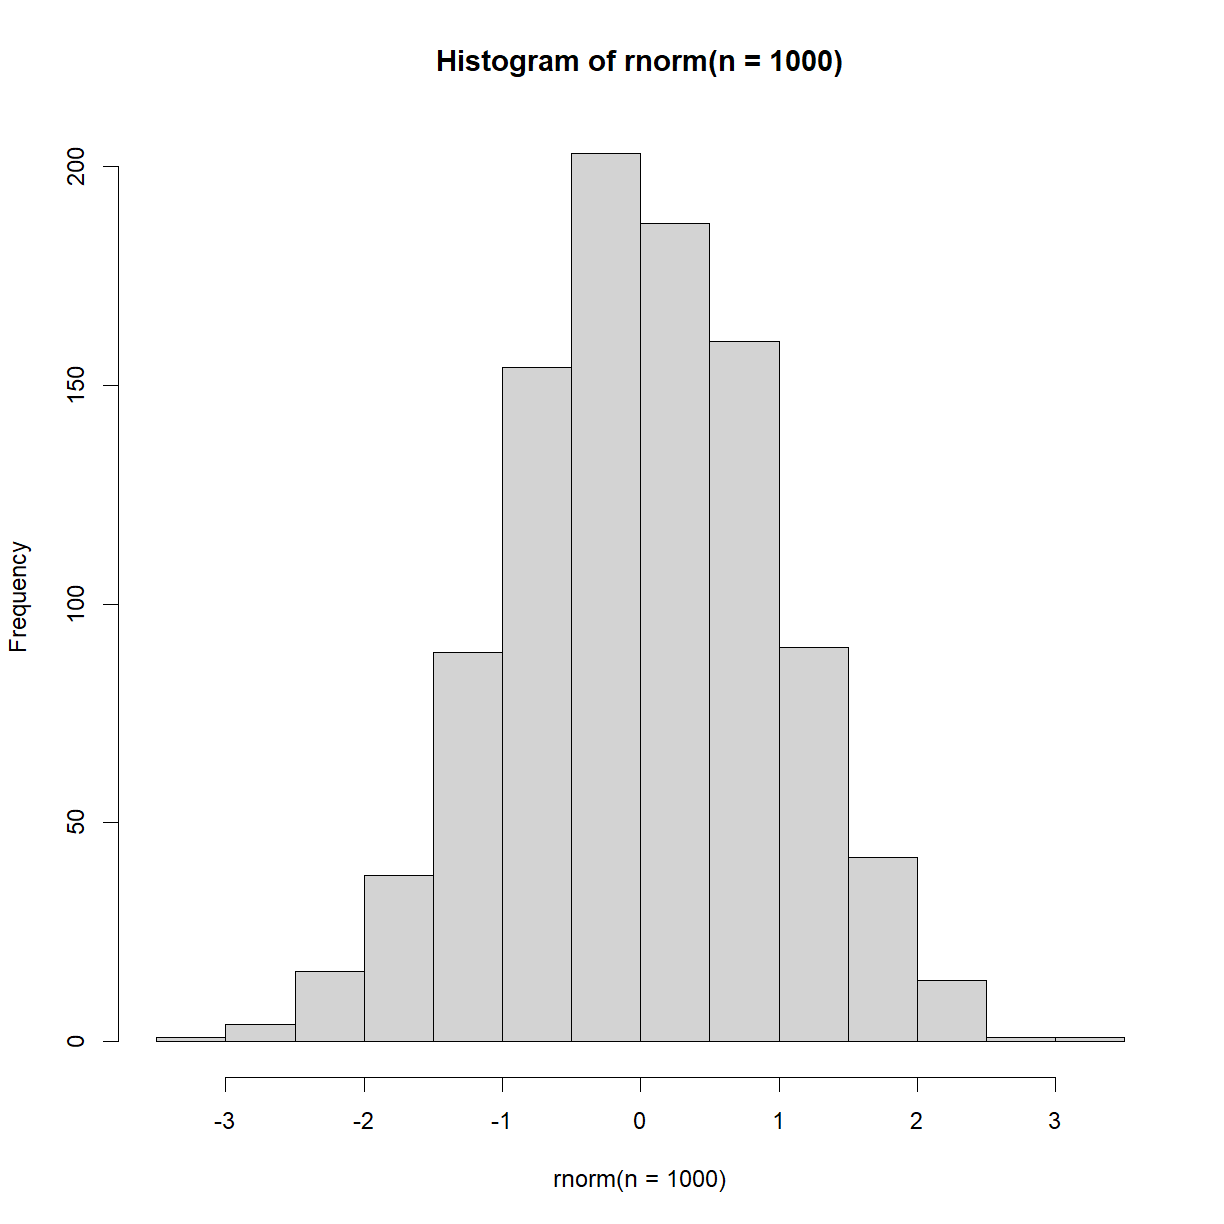 Histogram of rnorm(n = 1000)
Frequency
200
150
100
50
0
-3 -2 -1 0 1 2 3
rnorm(n = 1000)